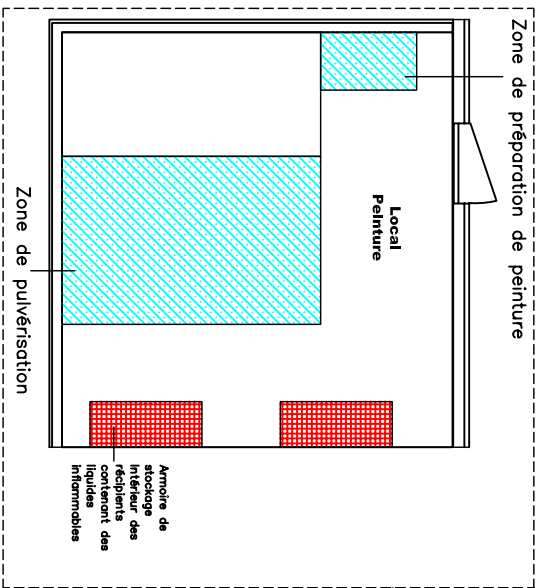 Zone de préparation de peinture
Local
Peinture
Armoire de
stockage
Intérieur des
récipients
contenant des
liquides
inflammables
Zone de pulvérisation